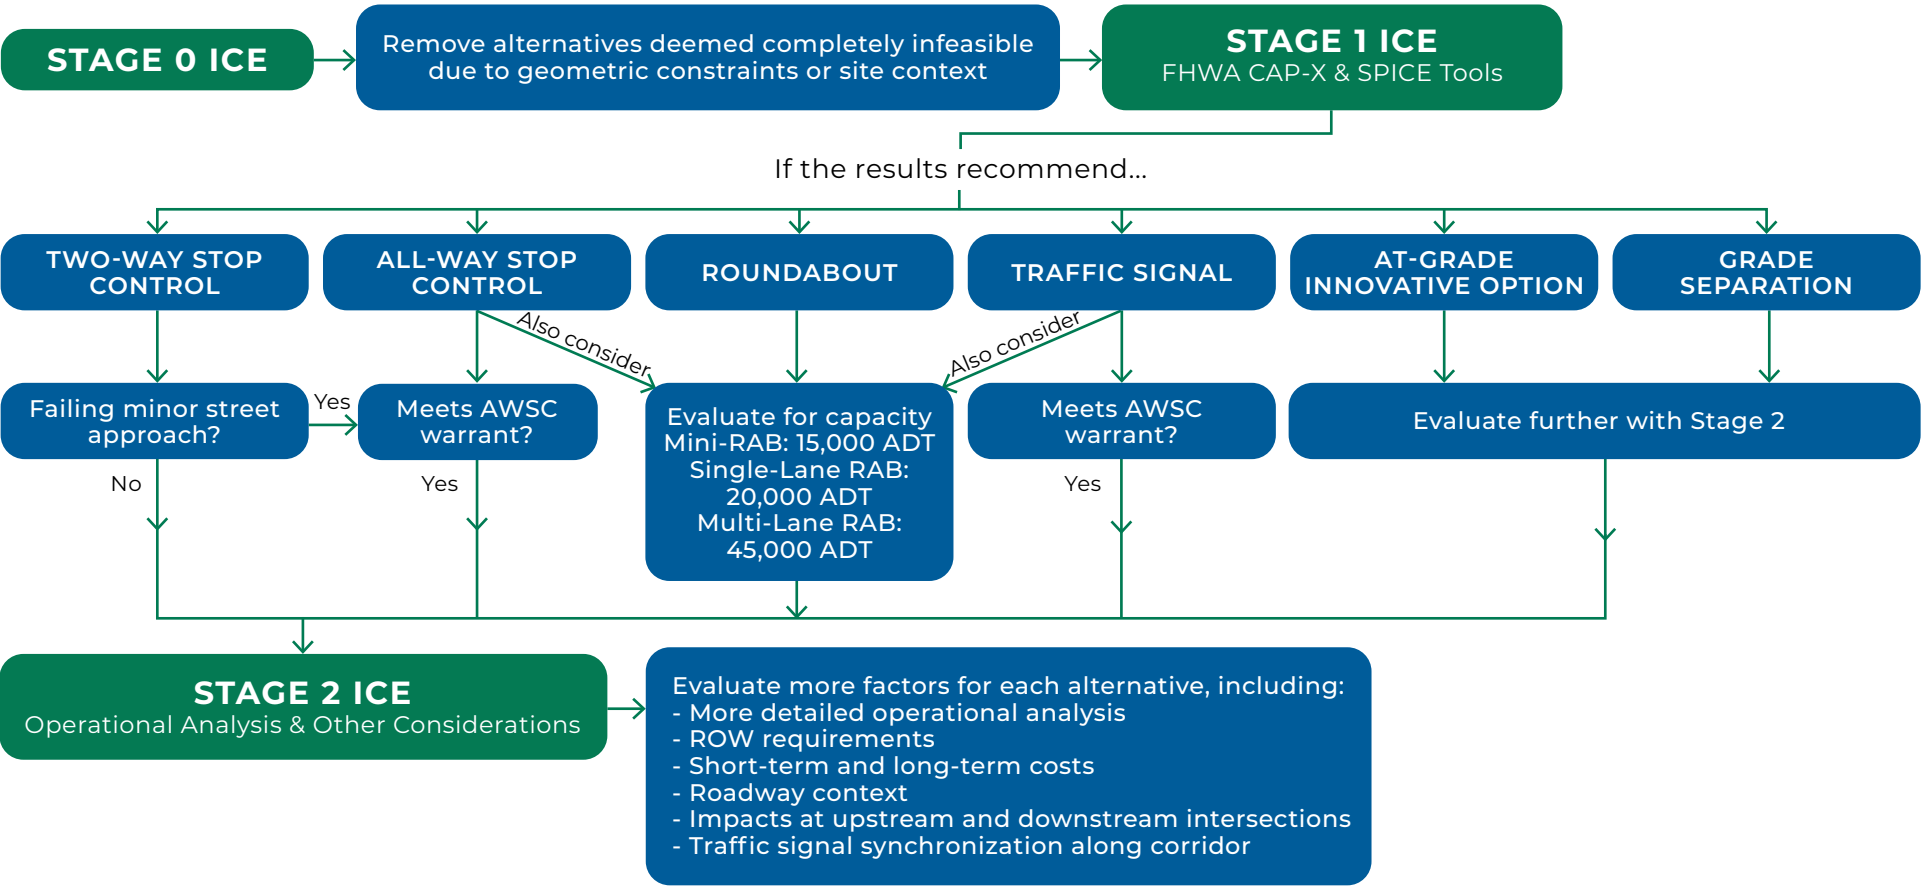 STAGE 0 ICE
Remove alternatives deemed completely infeasible
due to geometric constraints or site context
STAGE 1 ICE
FHWA CAP-X & SPICE Tools
If the results recommend...
TWO-WAY STOP
CONTROL
ALL-WAY STOP
CONTROL
ROUNDABOUT
TRAFFIC SIGNAL
AT-GRADE
INNOVATIVE OPTION
GRADE
SEPARATION
Also consider
Also consider
Failing minor street
approach?
Yes
Meets AWSC
warrant?
Evaluate for capacity
Mini-RAB: 15,000 ADT
Single-Lane RAB:
20,000 ADT
Multi-Lane RAB:
45,000 ADT
Meets AWSC
warrant?
Evaluate further with Stage 2
No
Yes
Yes
STAGE 2 ICE
Operational Analysis & Other Considerations
Evaluate more factors for each alternative, including:
- More detailed operational analysis
- ROW requirements
- Short-term and long-term costs
- Roadway context
- Impacts at upstream and downstream intersections
- Traffic signal synchronization along corridor